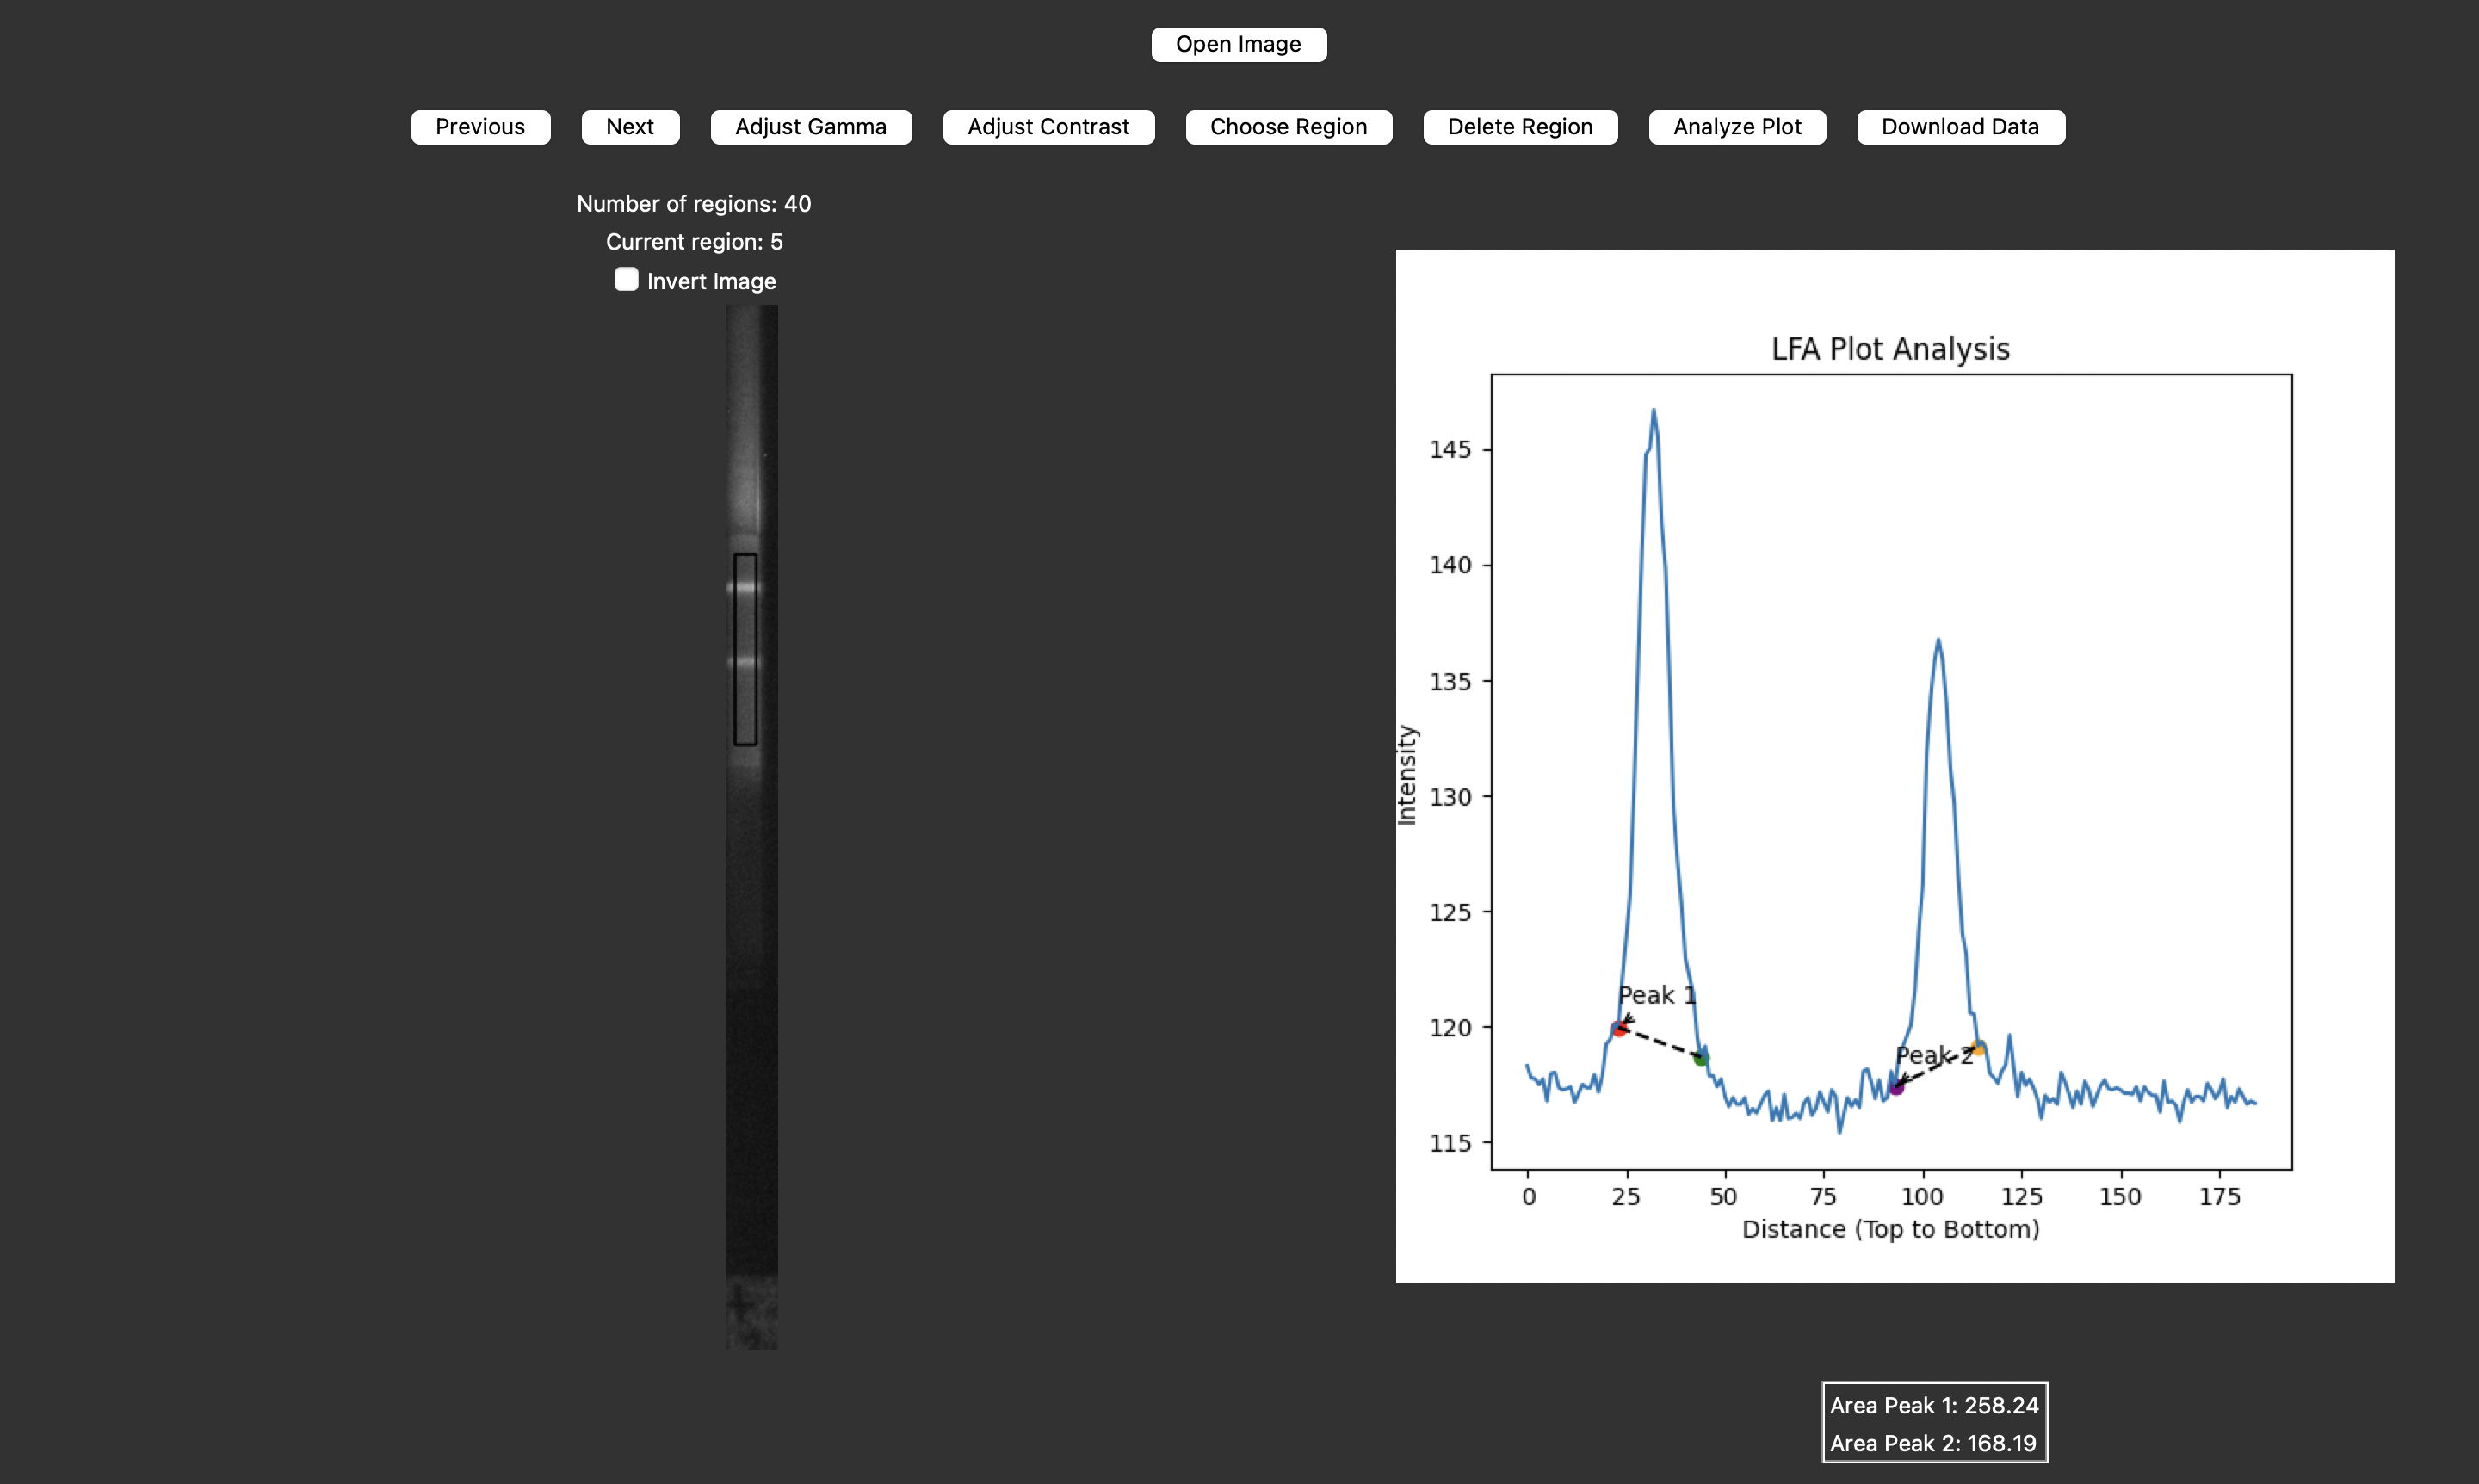 Open Image
Previous Next Adjust Gamma Adjust Contrast Choose Region Delete Region Analyze Plot Download Data
Number of regions: 40
Current region: 5
Invert Image
LFA Plot Analysis
145
140
135
130
125
120
115
Intensity
Peak 1
Peak 2
0 25 50 75 100 125 150 175
Distance (Top to Bottom)
Area Peak 1: 258.24
Area Peak 2: 168.19